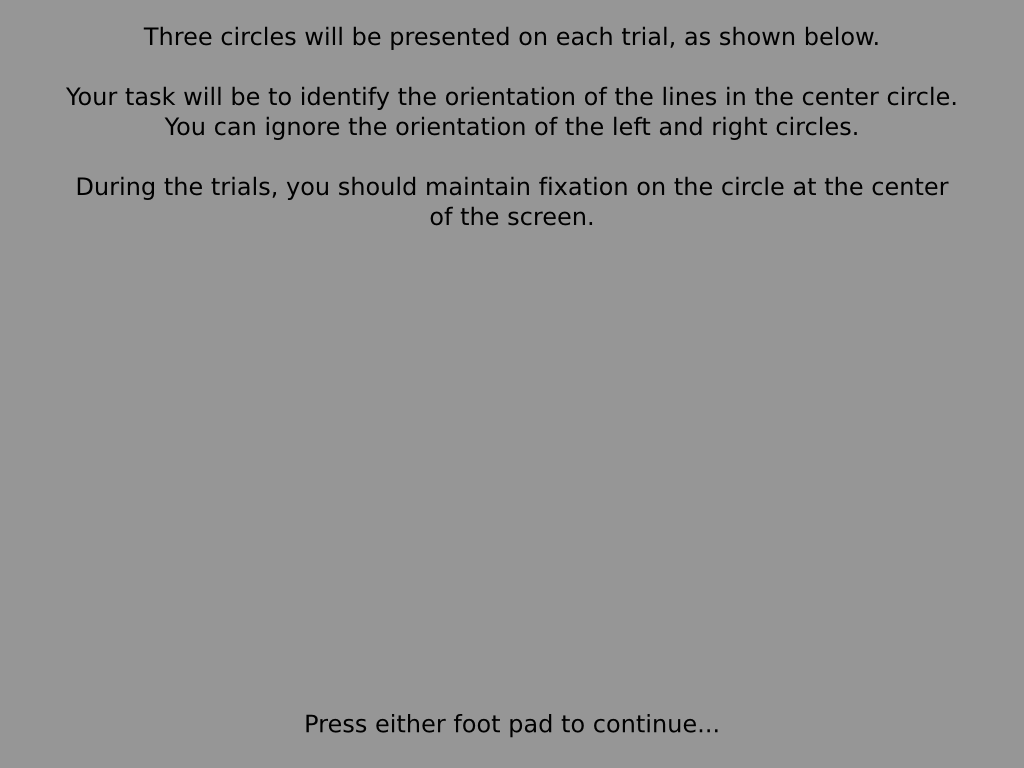 Three circles will be presented on each trial, as shown below.
Your task will be to identify the orientation of the lines in the center circle.
You can ignore the orientation of the left and right circles.
During the trials, you should maintain fixation on the circle at the center
of the screen.
Press either foot pad to continue...